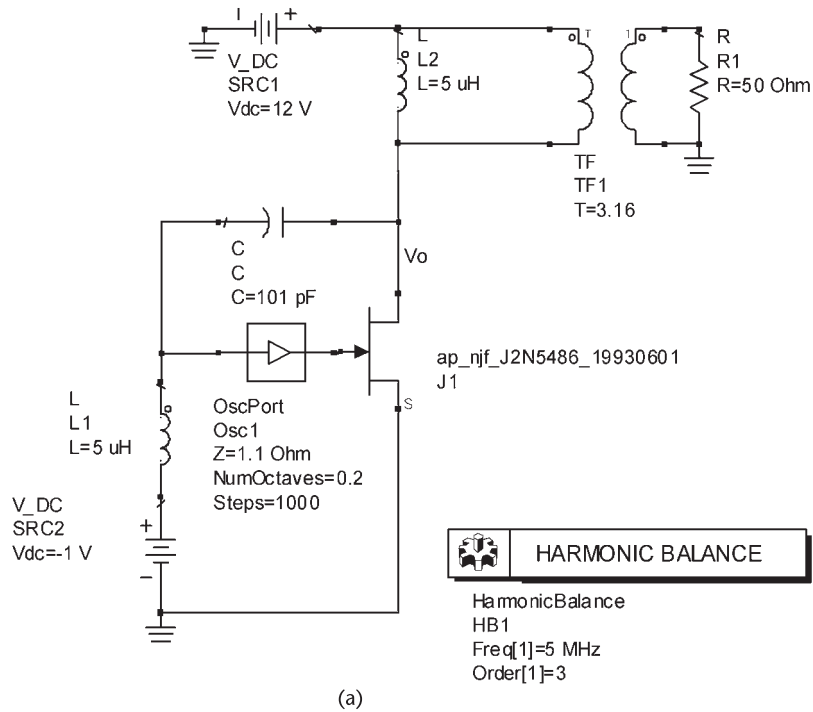 I
+
V_DC
SRC1
Vdc=12 V
L
L2
L=5 uH
T
1
TF
TF1
T=3.16
R
R1
R=50 Ohm
C
C
C=101 pF
Vo
ap_njf_J2N5486_19930601
J1
S
OscPort
Osc1
Z=1.1 Ohm
NumOctaves=0.2
Steps=1000
L
L1
L=5 uH
V_DC
SRC2
Vdc=-1 V
+
–
HARMONIC BALANCE
HarmonicBalance
HB1
Freq[1]=5 MHz
Order[1]=3
(a)